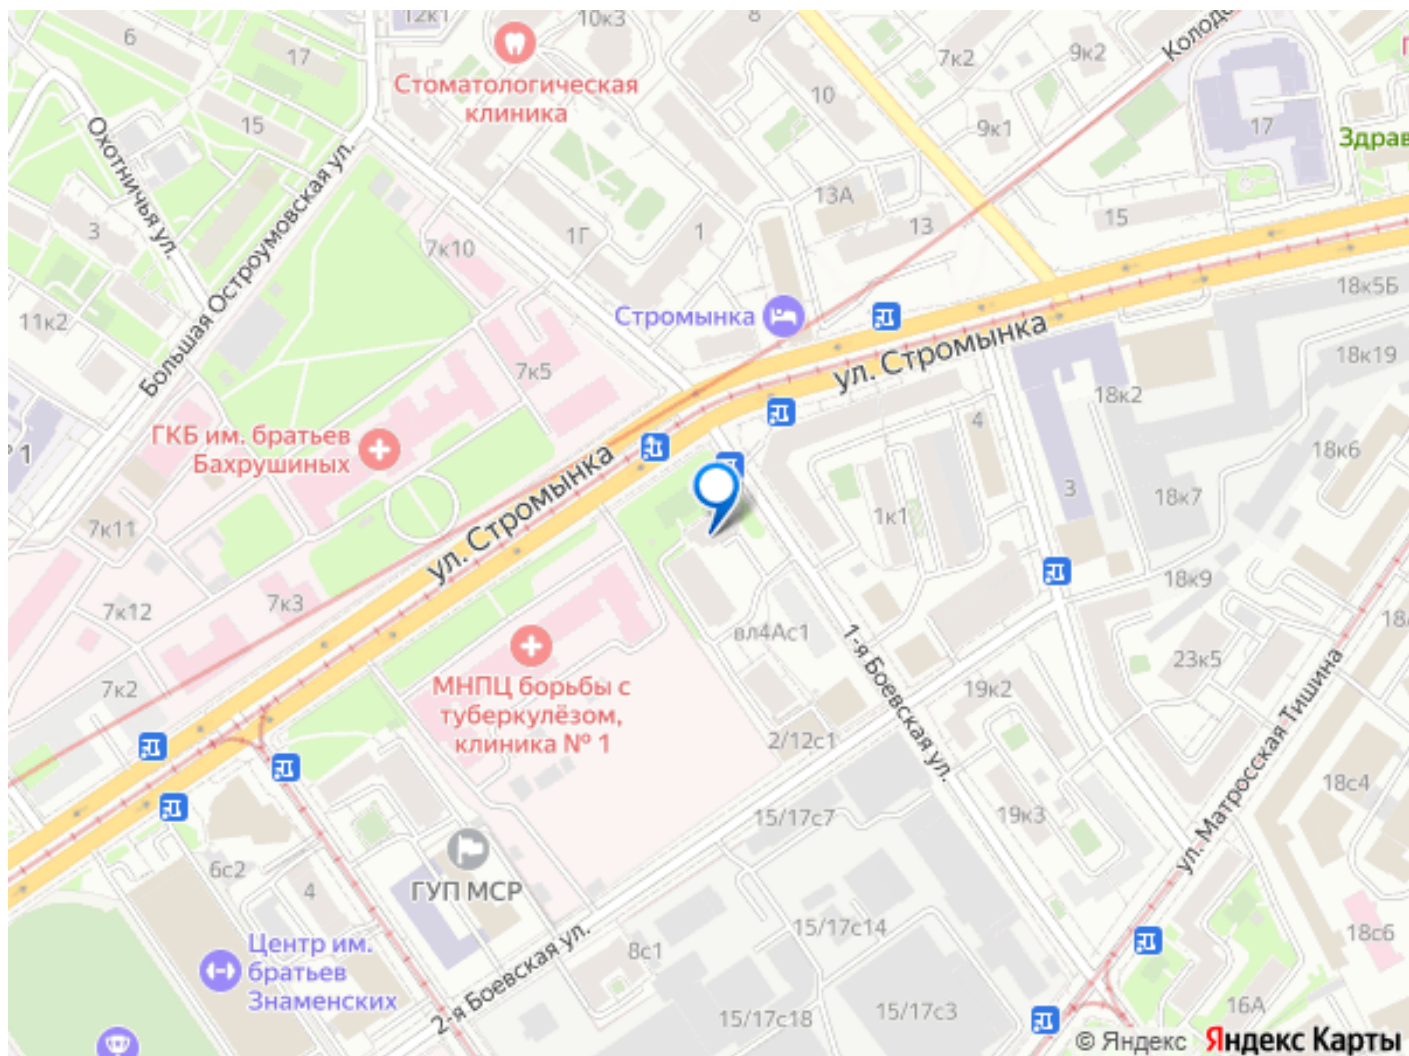 12к1
10к3
8
6
17
Стоматологическая
клиника
7к2
9к2
Колод
10
9к1
17
Здрав
15
Охотничья ул.
Большая Остроумовская ул.
3
7к10
1Г
1
13А
13
15
11к2
Стромынка
18к5Б
ул. Стромынка
18к19
7к5
18к2
4
ГКБ им. братьев
Бахрушиных
1
ул. Стромынка
18к6
3
18к7
7к11
1к1
7к12
7к3
18к9
вл4Ас1
1-я Боевская ул.
23к5
7к2
МНПЦ борьбы с
туберкулёзом,
клиника № 1
19к2
2/12с1
ул. Матросская Тишина
18с4
15/17с7
19к3
6с2
4
ГУП МСР
15/17с14
18с6
Центр им.
братьев
Знаменских
8с1
2-я Боевская ул.
15/17с18
15/17с3
16А
© Яндекс Яндекс Карты